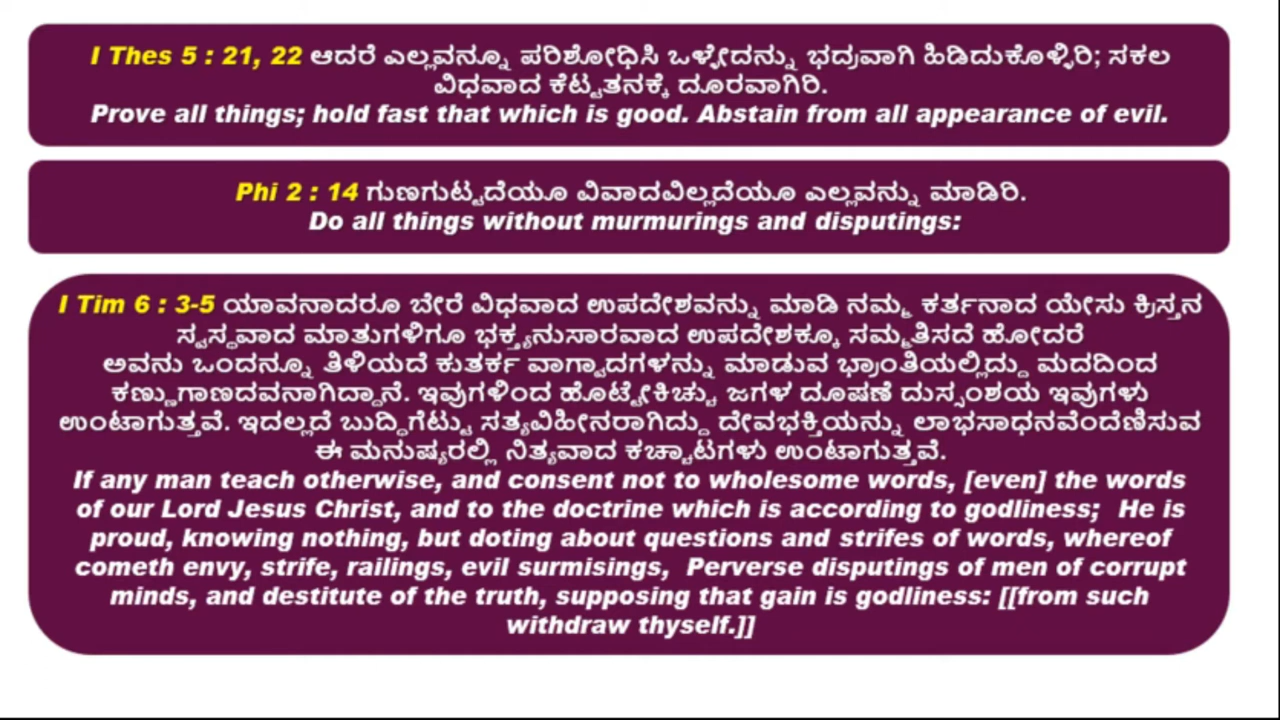 I Thes 5 : 21, 22 ಆದರೆ ಎಲ್ಲವನ್ನೂ ಪರಿಶೋಧಿಸಿ ಒಳ್ಳೇದನ್ನು ಭದ್ರವಾಗಿ ಹಿಡಿದುಕೊಳ್ಳಿರಿ; ಸಕಲ
ವಿಧವಾದ ಕೆಟ್ಟತನಕ್ಕೆ ದೂರವಾಗಿರಿ.
Prove all things; hold fast that which is good. Abstain from all appearance of evil.
Phi 2 : 14 ಗುಣಗುಟ್ಟದೆಯೂ ವಿವಾದವಿಲ್ಲದೆಯೂ ಎಲ್ಲವನ್ನು ಮಾಡಿರಿ.
Do all things without murmurings and disputings:
I Tim 6 : 3-5 ಯಾವನಾದರೂ ಬೇರೆ ವಿಧವಾದ ಉಪದೇಶವನ್ನು ಮಾಡಿ ನಮ್ಮ ಕರ್ತನಾದ ಯೇಸು ಕ್ರಿಸ್ತನ
ಸ್ವಸ್ಥವಾದ ಮಾತುಗಳಿಗೂ ಭಕ್ತ್ಯನುಸಾರವಾದ ಉಪದೇಶಕ್ಕೂ ಸಮ್ಮತಿಸದೆ ಹೋದರೆ
ಅವನು ಒಂದನ್ನೂ ತಿಳಿಯದೆ ಕುತರ್ಕ ವಾಗ್ವಾದಗಳನ್ನು ಮಾಡುವ ಭ್ರಾಂತಿಯಲ್ಲಿದ್ದು ಮದದಿಂದ
ಕಣ್ಣುಗಾಣದವನಾಗಿದ್ದಾನೆ. ಇವುಗಳಿಂದ ಹೊಟ್ಟೇಕಿಚ್ಚು ಜಗಳ ದೂಷಣೆ ದುಸ್ಸಂಶಯ ಇವುಗಳು
ಉಂಟಾಗುತ್ತವೆ. ಇದಲ್ಲದೆ ಬುದ್ಧಿಗೆಟ್ಟು ಸತ್ಯವಿಹೀನರಾಗಿದ್ದು ದೇವಭಕ್ತಿಯನ್ನು ಲಾಭಸಾಧನವೆಂದೆಣಿಸುವ
ಈ ಮನುಷ್ಯರಲ್ಲಿ ನಿತ್ಯವಾದ ಕಚ್ಚಾಟಗಳು ಉಂಟಾಗುತ್ತವೆ.
If any man teach otherwise, and consent not to wholesome words, [even] the words
of our Lord Jesus Christ, and to the doctrine which is according to godliness;  He is
proud, knowing nothing, but doting about questions and strifes of words, whereof
cometh envy, strife, railings, evil surmisings,  Perverse disputings of men of corrupt
minds, and destitute of the truth, supposing that gain is godliness: [[from such
withdraw thyself.]]